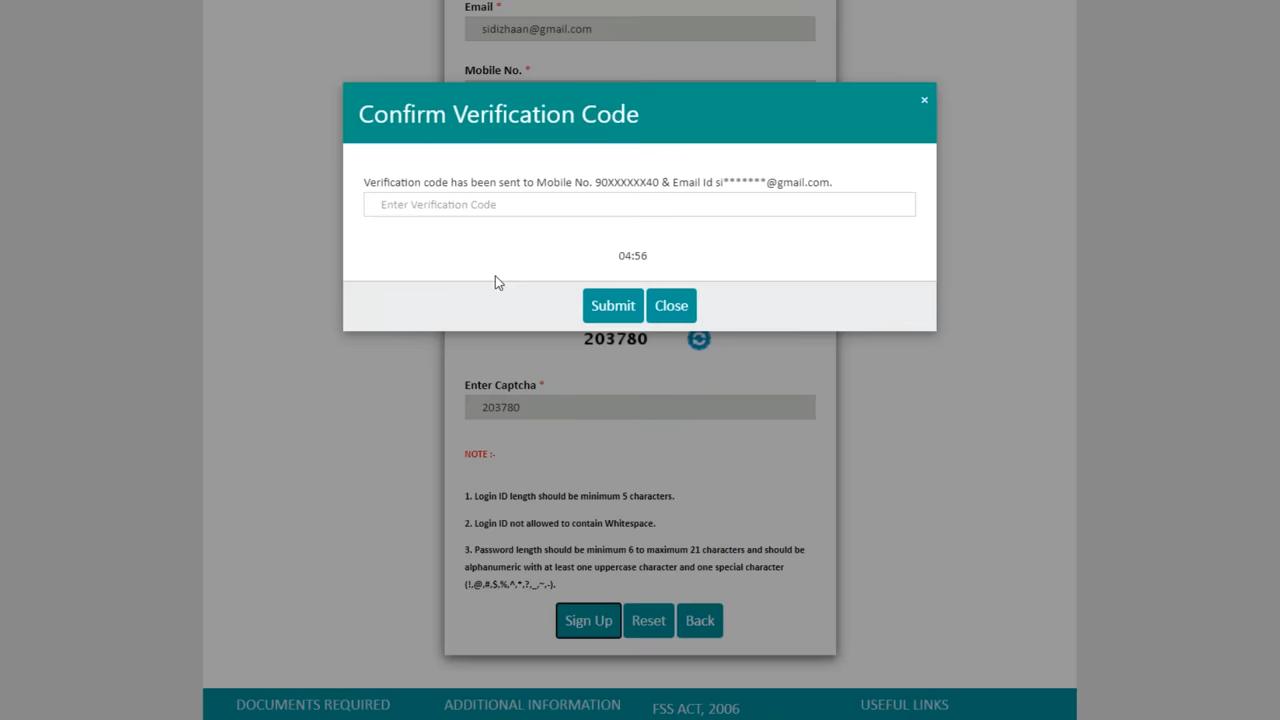 Email *
sidizhaan@gmail.com
Mobile No. *
Confirm Verification Code
×
Verification code has been sent to Mobile No. 90XXXXXX40 & Email Id si*******@gmail.com.
Enter Verification Code
04:56
Submit Close
203780
Enter Captcha *
203780
NOTE :-
1. Login ID length should be minimum 5 characters.
2. Login ID not allowed to contain Whitespace.
3. Password length should be minimum 6 to maximum 21 characters and should be
alphanumeric with at least one uppercase character and one special character
(!,@,#,$,%,^,*,?,_,~,-).
Sign Up Reset Back
DOCUMENTS REQUIRED ADDITIONAL INFORMATION FSS ACT, 2006 USEFUL LINKS